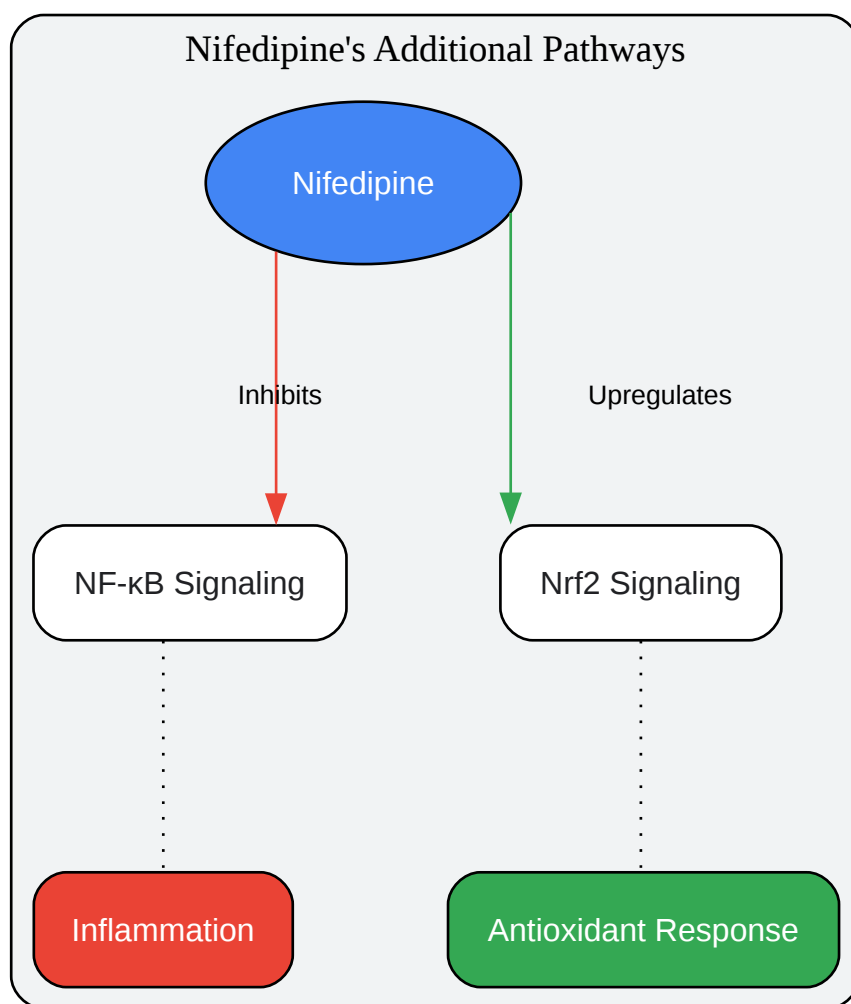 Nifedipine's Additional Pathways
Nifedipine
Inhibits
Upregulates
NF-κB Signaling
Nrf2 Signaling
Inflammation
Antioxidant Response